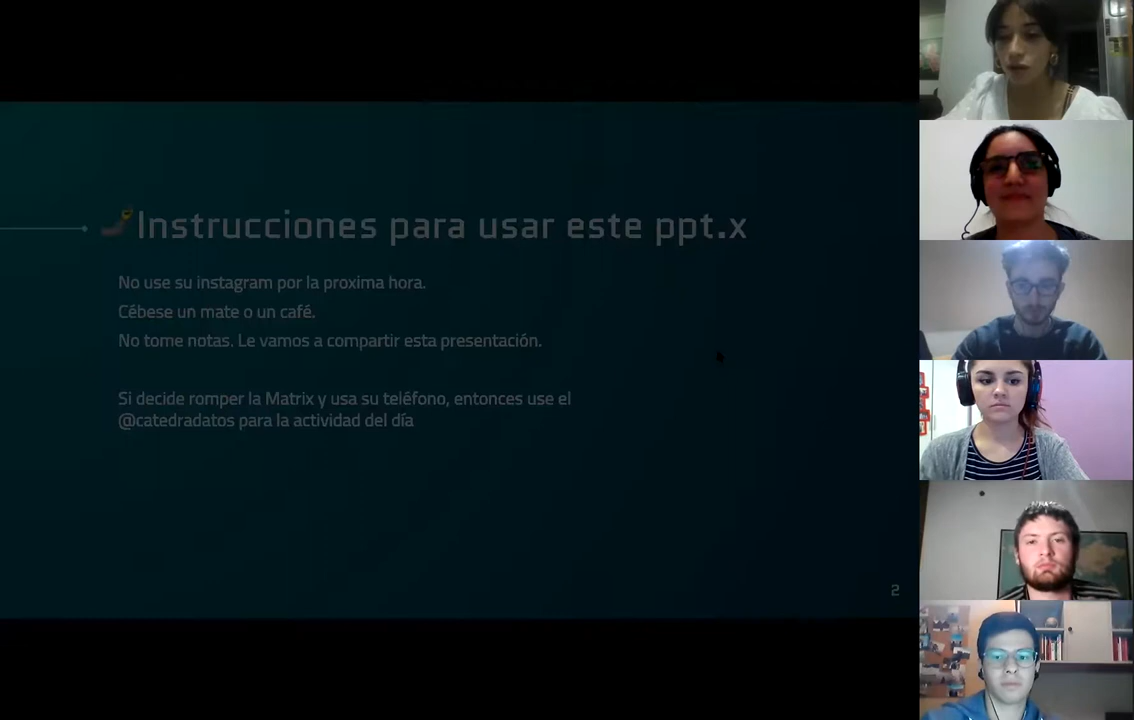 Instrucciones para usar este ppt.x
No use su instagram por la proxima hora.
Cébese un mate o un café.
No tome notas. Le vamos a compartir esta presentación.
Si decide romper la Matrix y usa su teléfono, entonces use el
@catedradatos para la actividad del día
2